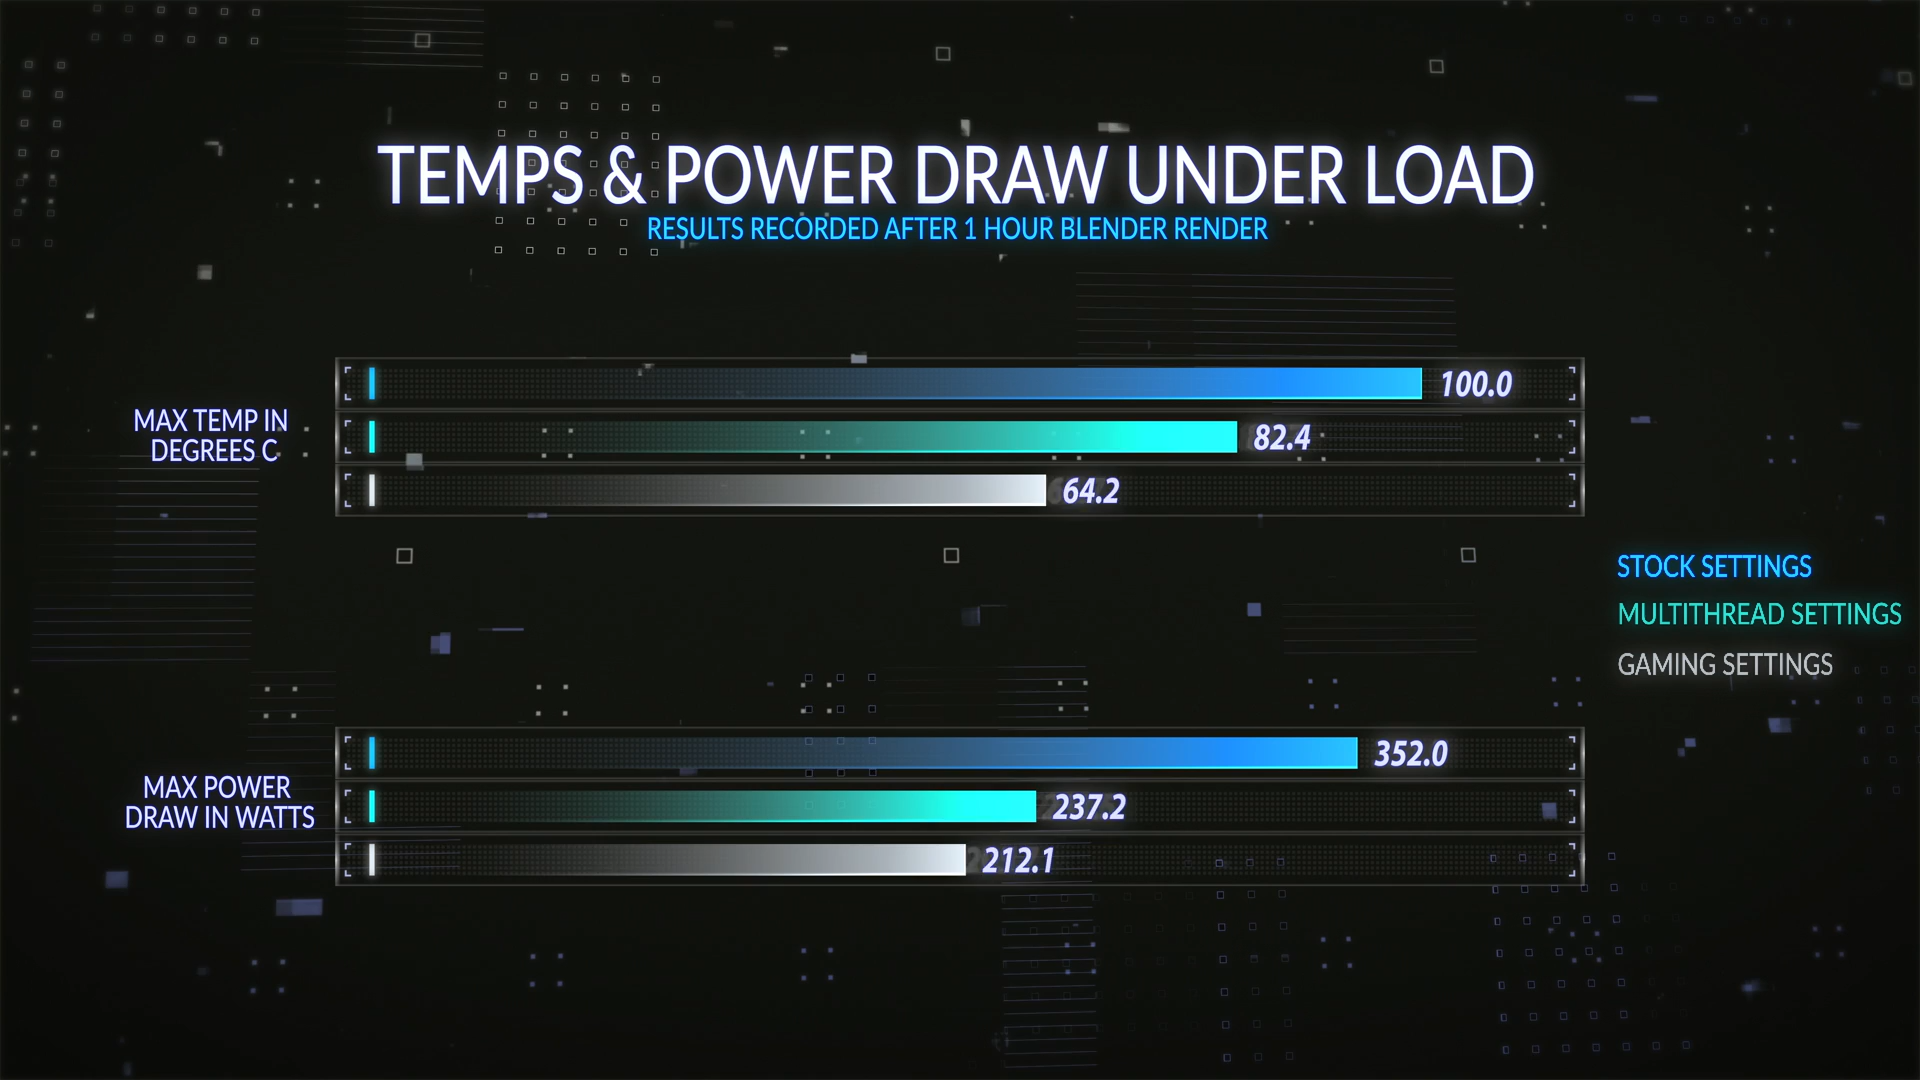 TEMPS & POWER DRAW UNDER LOAD
RESULTS RECORDED AFTER 1 HOUR BLENDER RENDER
100.0
MAX TEMP IN
DEGREES C
82.4
64.2
STOCK SETTINGS
MULTITHREAD SETTINGS
GAMING SETTINGS
352.0
MAX POWER
DRAW IN WATTS
237.2
212.1